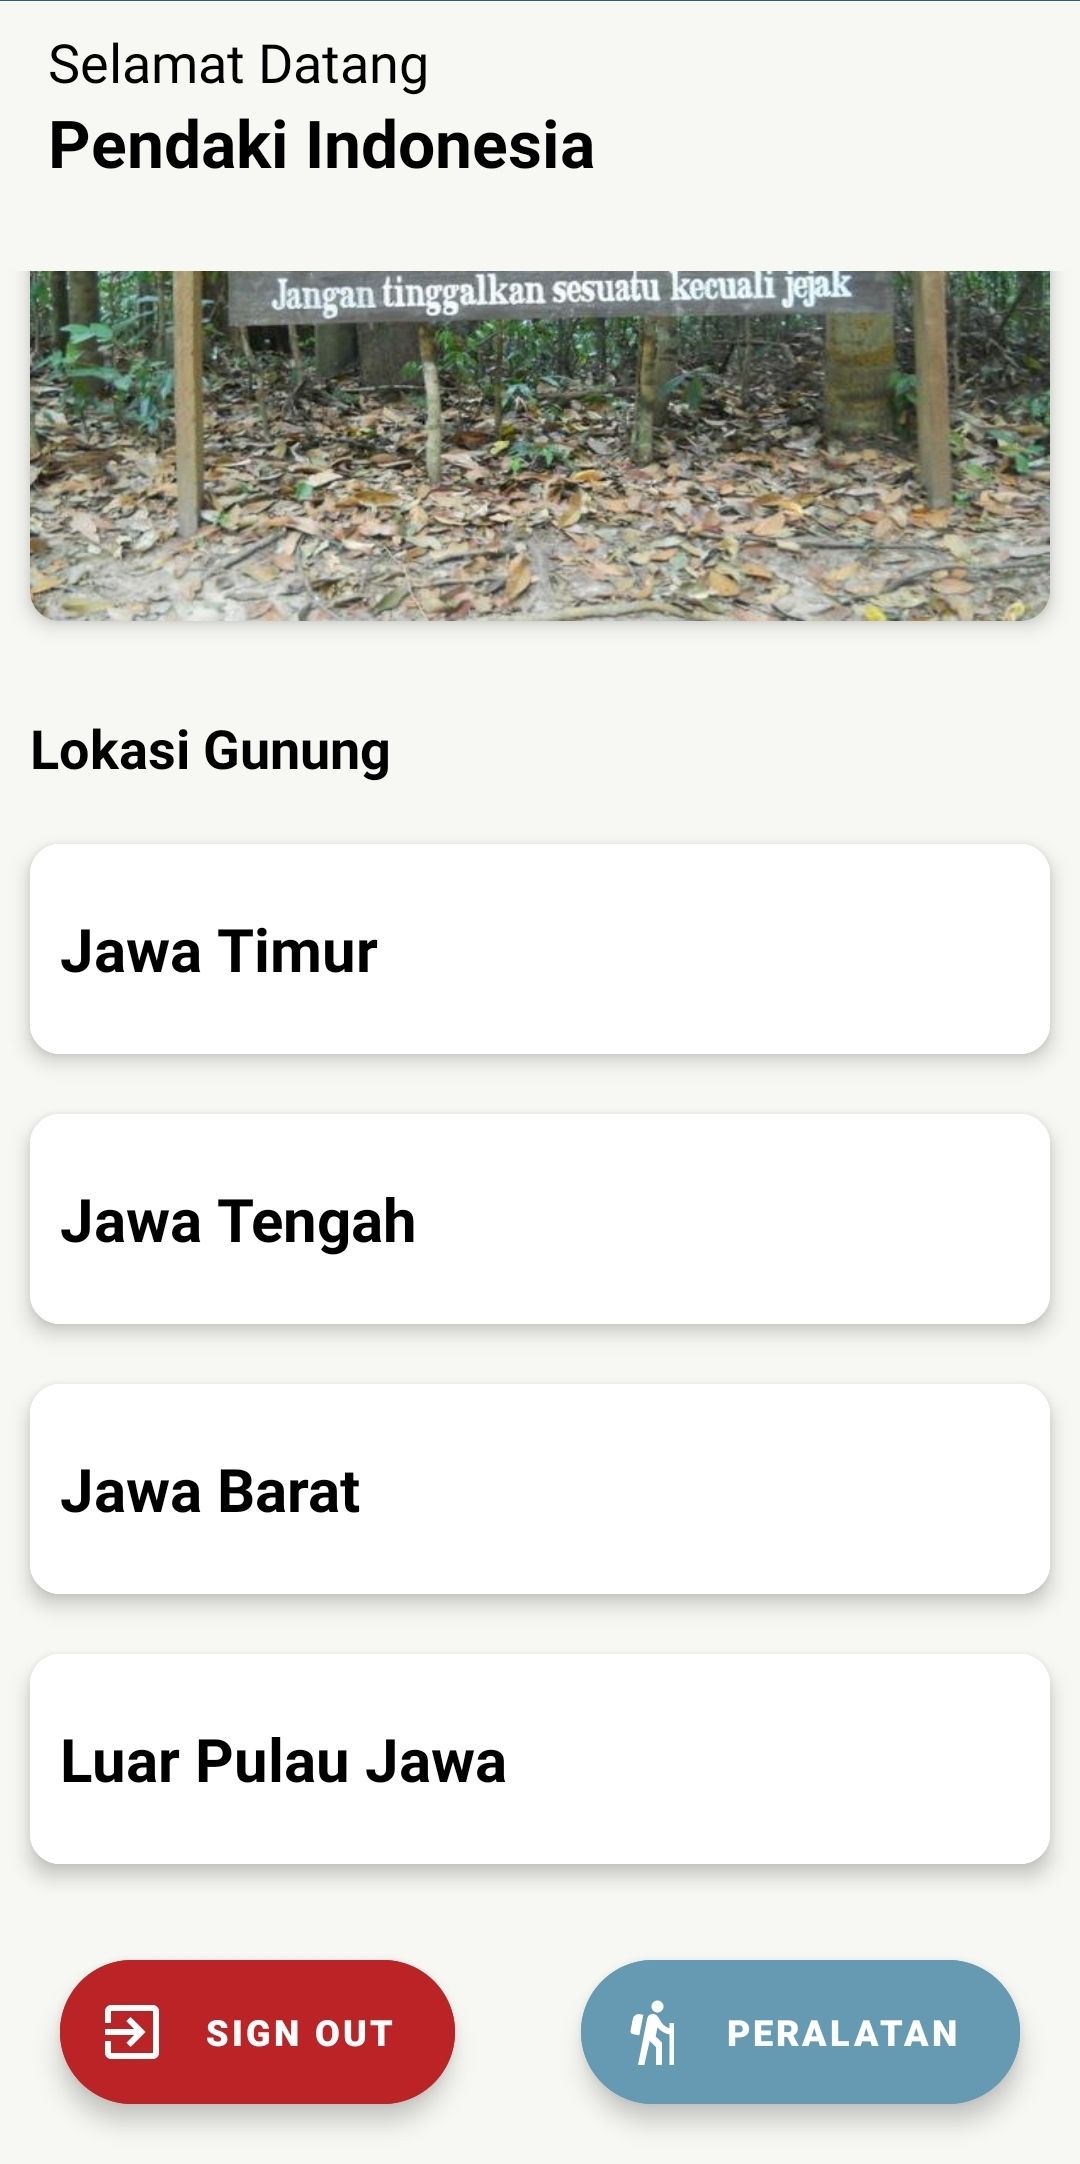 Selamat Datang
Pendaki Indonesia
Jangan tinggalkan sesuatu kecuali jejak
Lokasi Gunung
Jawa Timur
Jawa Tengah
Jawa Barat
Luar Pulau Jawa
SIGN OUT
PERALATAN